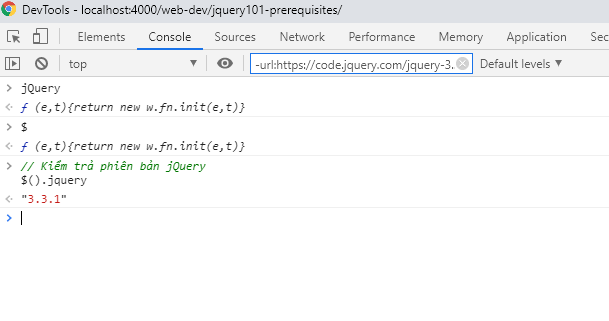 DevTools - localhost:4000/web-dev/jquery101-prerequisites/
Elements Console Sources Network Performance Memory Application Sec
top -url:https://code.jquery.com/jquery-3. Default levels
> jQuery
ƒ (e,t){return new w.fn.init(e,t)}
> $
ƒ (e,t){return new w.fn.init(e,t)}
> // Kiểm trả phiên bản jQuery
$().jquery
"3.3.1"
>